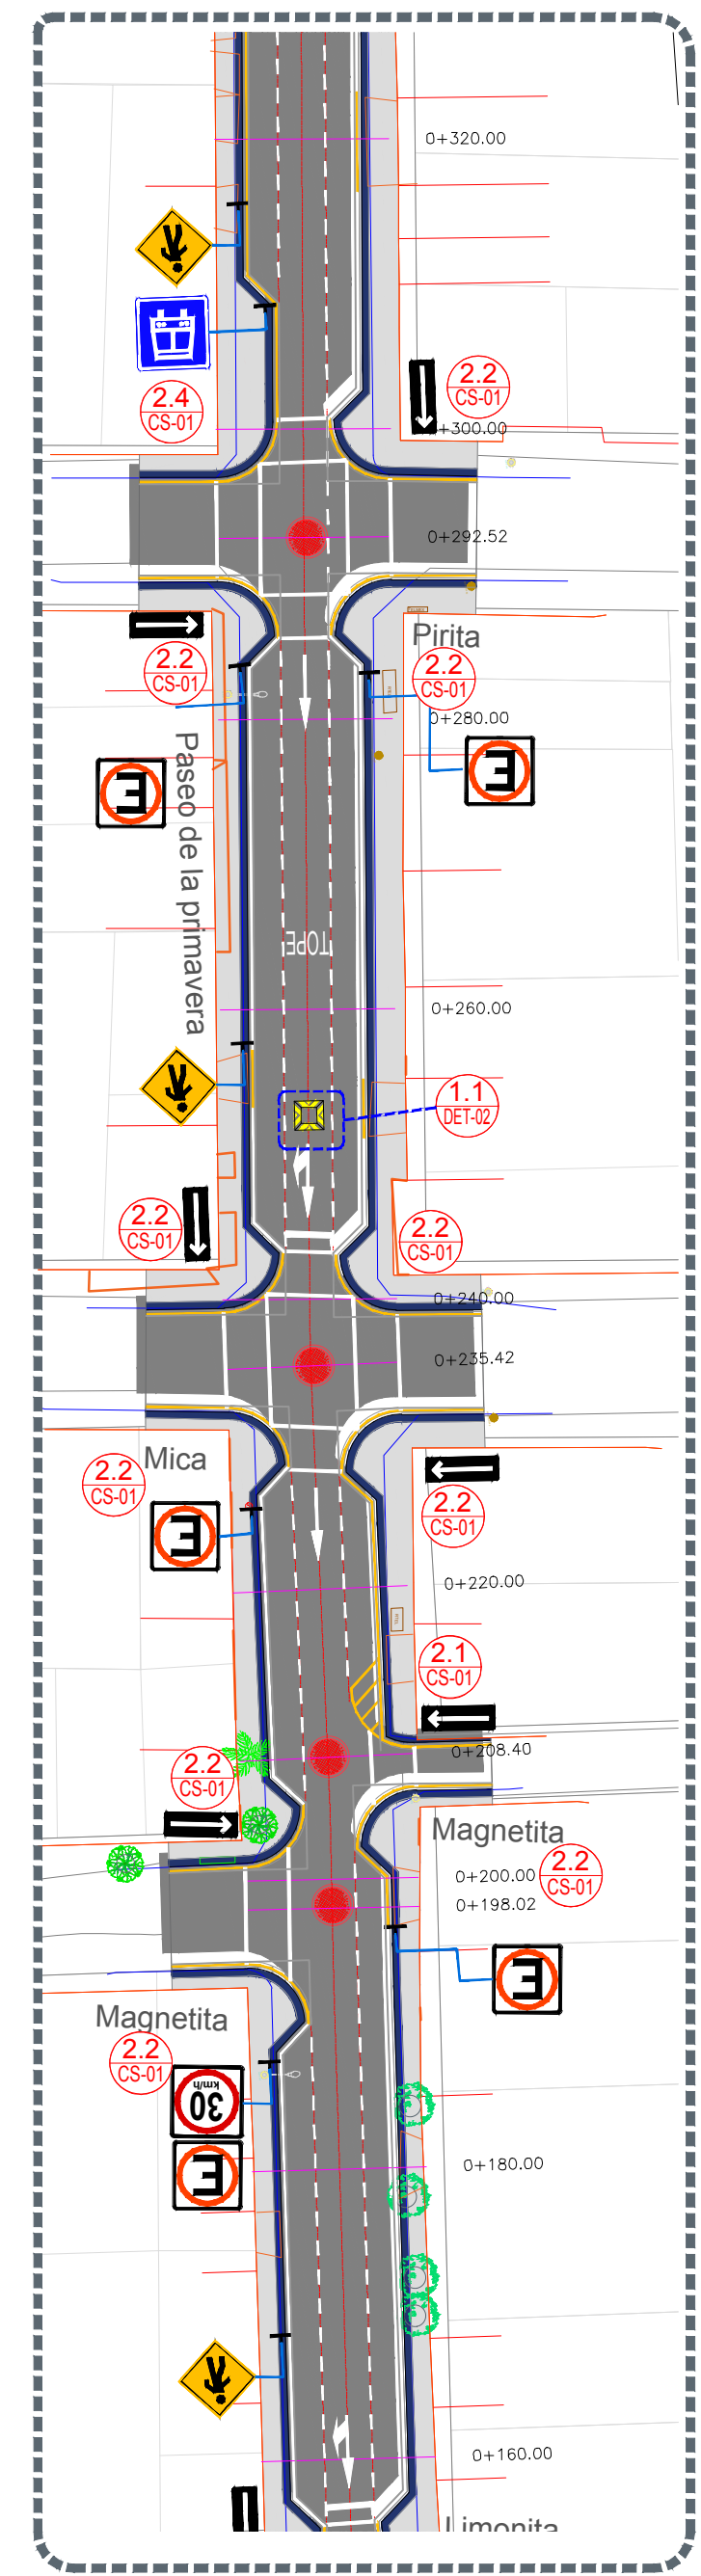 0+320.00
2.4
CS-01
2.2
CS-01
+300.00
0+292.52
Pirita
2.2
CS-01
2.2
CS-01
0+280.00
E
E
Paseo de la primavera
TOPE
0+260.00
1.1
DET-02
2.2
CS-01
2.2
CS-01
0+240.00
0+235.42
Mica
2.2
CS-01
2.2
CS-01
E
0+220.00
2.1
CS-01
0+208.40
2.2
CS-01
Magnetita
0+200.00
2.2
CS-01
0+198.02
E
Magnetita
2.2
CS-01
30
km/h
E
0+180.00
0+160.00
Limonita